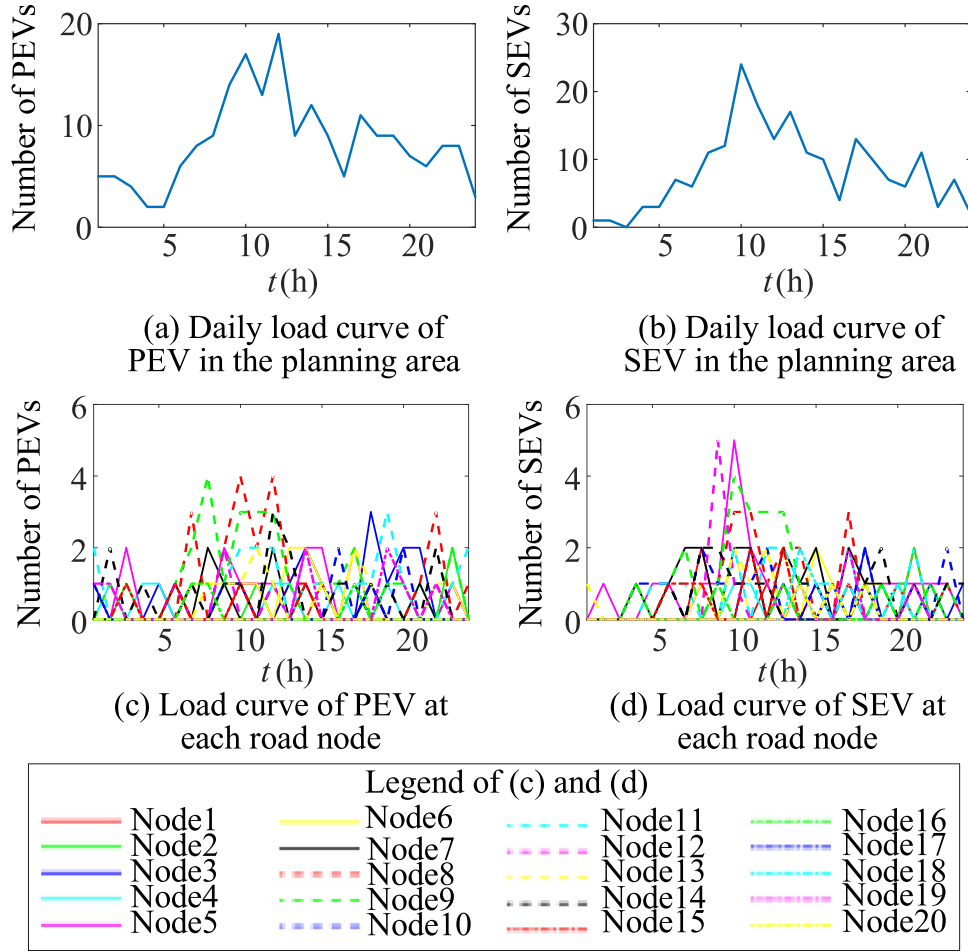 20
10
0
5
10
15
20
Number of PEVs
t(h)
(a) Daily load curve of
PEV in the planning area
30
20
10
0
5
10
15
20
Number of SEVs
t(h)
(b) Daily load curve of
SEV in the planning area
6
4
2
0
5
10
15
20
Number of PEVs
t(h)
(c) Load curve of PEV at
each road node
6
4
2
0
5
10
15
20
Number of SEVs
t(h)
(d) Load curve of SEV at
each road node
Legend of (c) and (d)
Node1
Node2
Node3
Node4
Node5
Node6
Node7
Node8
Node9
Node10
Node11
Node12
Node13
Node14
Node15
Node16
Node17
Node18
Node19
Node20